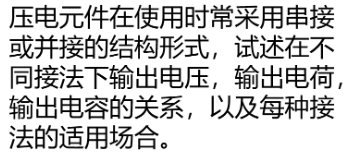 压电元件在使用时常采用串接
或并接的结构形式，试述在不
同接法下输出电压，输出电荷，
输出电容的关系，以及每种接
法的适用场合。